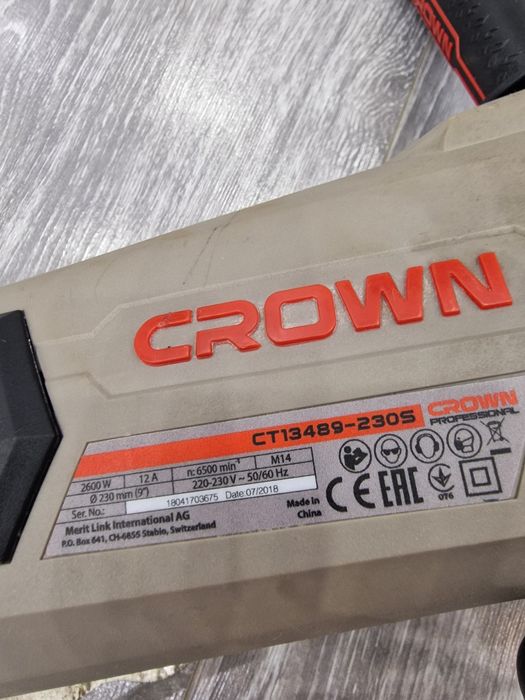 CROWN
CROWN
CT13489-230S
CROWN
PROFESSIONAL
2600 W 12 A n: 6500 min⁻¹ M14
Ø 230 mm (9") 220-230 V ~ 50/60 Hz
Ser. No.: 18041703675 Date:07/2018
Merit Link International AG
P.O. Box 641, CH-6855 Stabio, Switzerland
Made in
China
CE EAC
016